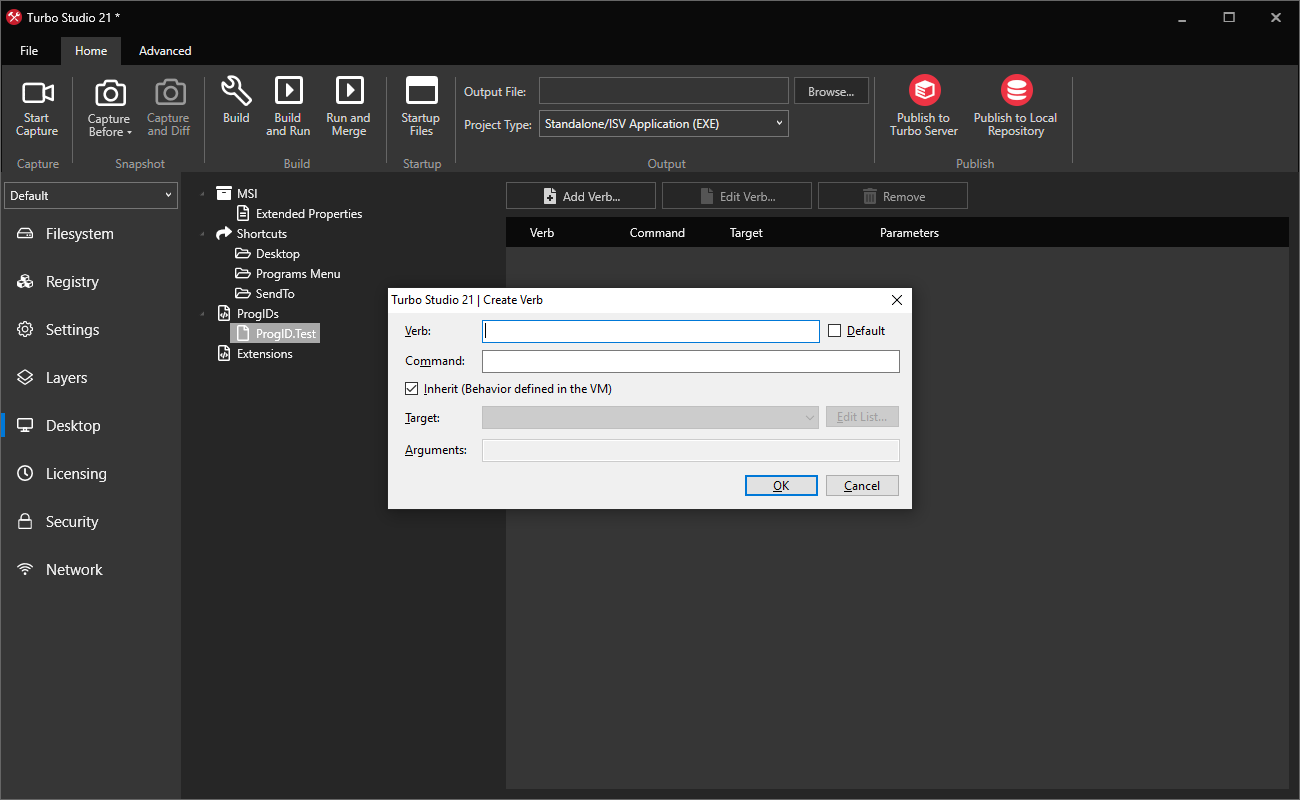 Turbo Studio 21 *
File
Home
Advanced
Start
Capture
Capture
Before
Capture
and Diff
Build
Build
and Run
Run and
Merge
Startup
Files
Output File:
Browse...
Project Type:
Standalone/ISV Application (EXE)
Publish to
Turbo Server
Publish to Local
Repository
Capture
Snapshot
Build
Startup
Output
Publish
Default
Filesystem
Registry
Settings
Layers
Desktop
Licensing
Security
Network
MSI
Extended Properties
Shortcuts
Desktop
Programs Menu
SendTo
ProgIDs
ProgID.Test
Extensions
Add Verb...
Edit Verb...
Remove
Verb
Command
Target
Parameters
Turbo Studio 21 | Create Verb
Verb:
Default
Command:
Inherit (Behavior defined in the VM)
Target:
Edit List...
Arguments:
OK
Cancel